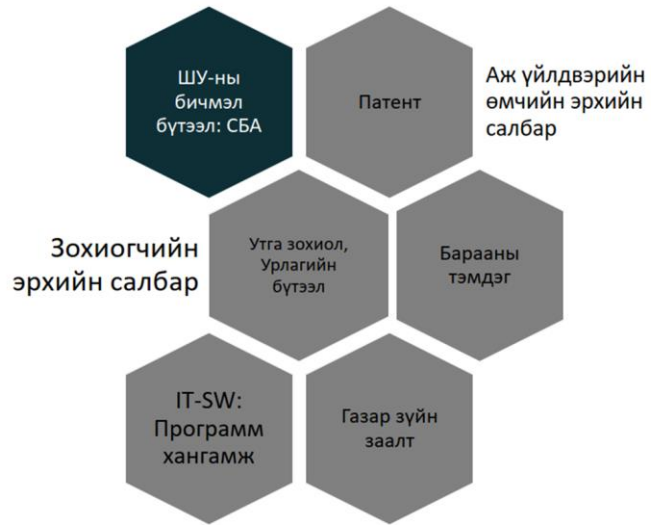 ШУ-ны
бичмэл
бүтээл: СБА
Патент
Аж үйлдвэрийн
өмчийн эрхийн
салбар
Зохиогчийн
эрхийн салбар
Утга зохиол,
Урлагийн
бүтээл
Барааны
тэмдэг
IT-SW:
Программ
хангамж
Газар зүйн
заалт